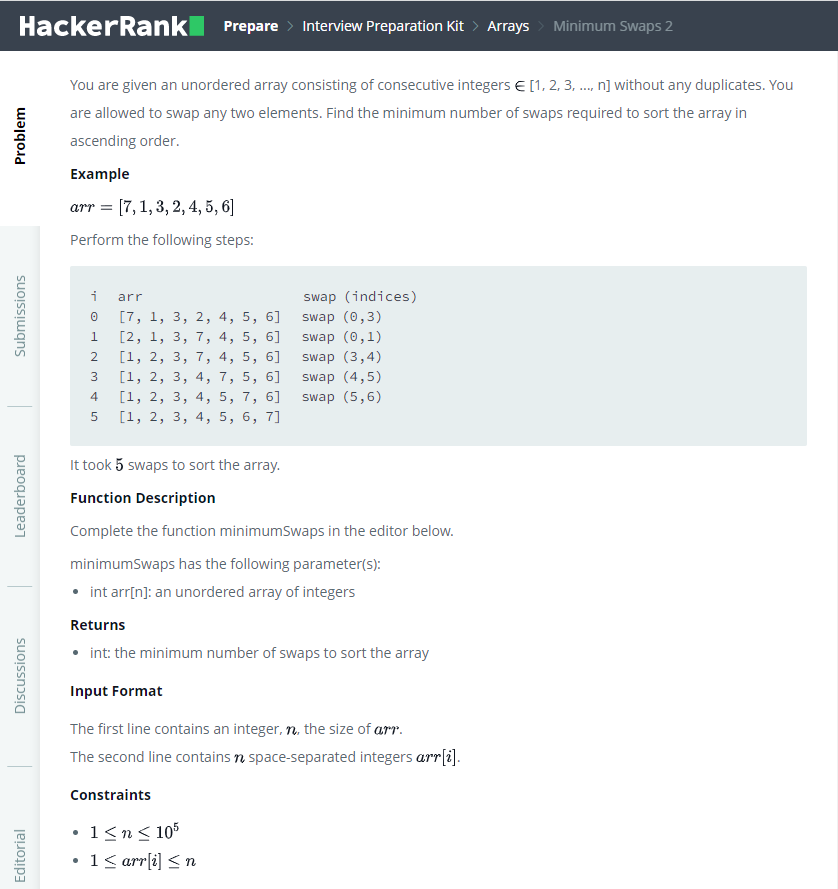 HackerRank Prepare > Interview Preparation Kit > Arrays > Minimum Swaps 2
Problem
Submissions
Leaderboard
Discussions
Editorial
You are given an unordered array consisting of consecutive integers ∈ [1, 2, 3, ..., n] without any duplicates. You
are allowed to swap any two elements. Find the minimum number of swaps required to sort the array in
ascending order.
Example
arr = [7, 1, 3, 2, 4, 5, 6]
Perform the following steps:
i arr swap (indices)
0 [7, 1, 3, 2, 4, 5, 6] swap (0,3)
1 [2, 1, 3, 7, 4, 5, 6] swap (0,1)
2 [1, 2, 3, 7, 4, 5, 6] swap (3,4)
3 [1, 2, 3, 4, 7, 5, 6] swap (4,5)
4 [1, 2, 3, 4, 5, 7, 6] swap (5,6)
5 [1, 2, 3, 4, 5, 6, 7]
It took 5 swaps to sort the array.
Function Description
Complete the function minimumSwaps in the editor below.
minimumSwaps has the following parameter(s):
• int arr[n]: an unordered array of integers
Returns
• int: the minimum number of swaps to sort the array
Input Format
The first line contains an integer, n, the size of arr.
The second line contains n space-separated integers arr[i].
Constraints
• 1 ≤ n ≤ 10⁵
• 1 ≤ arr[i] ≤ n